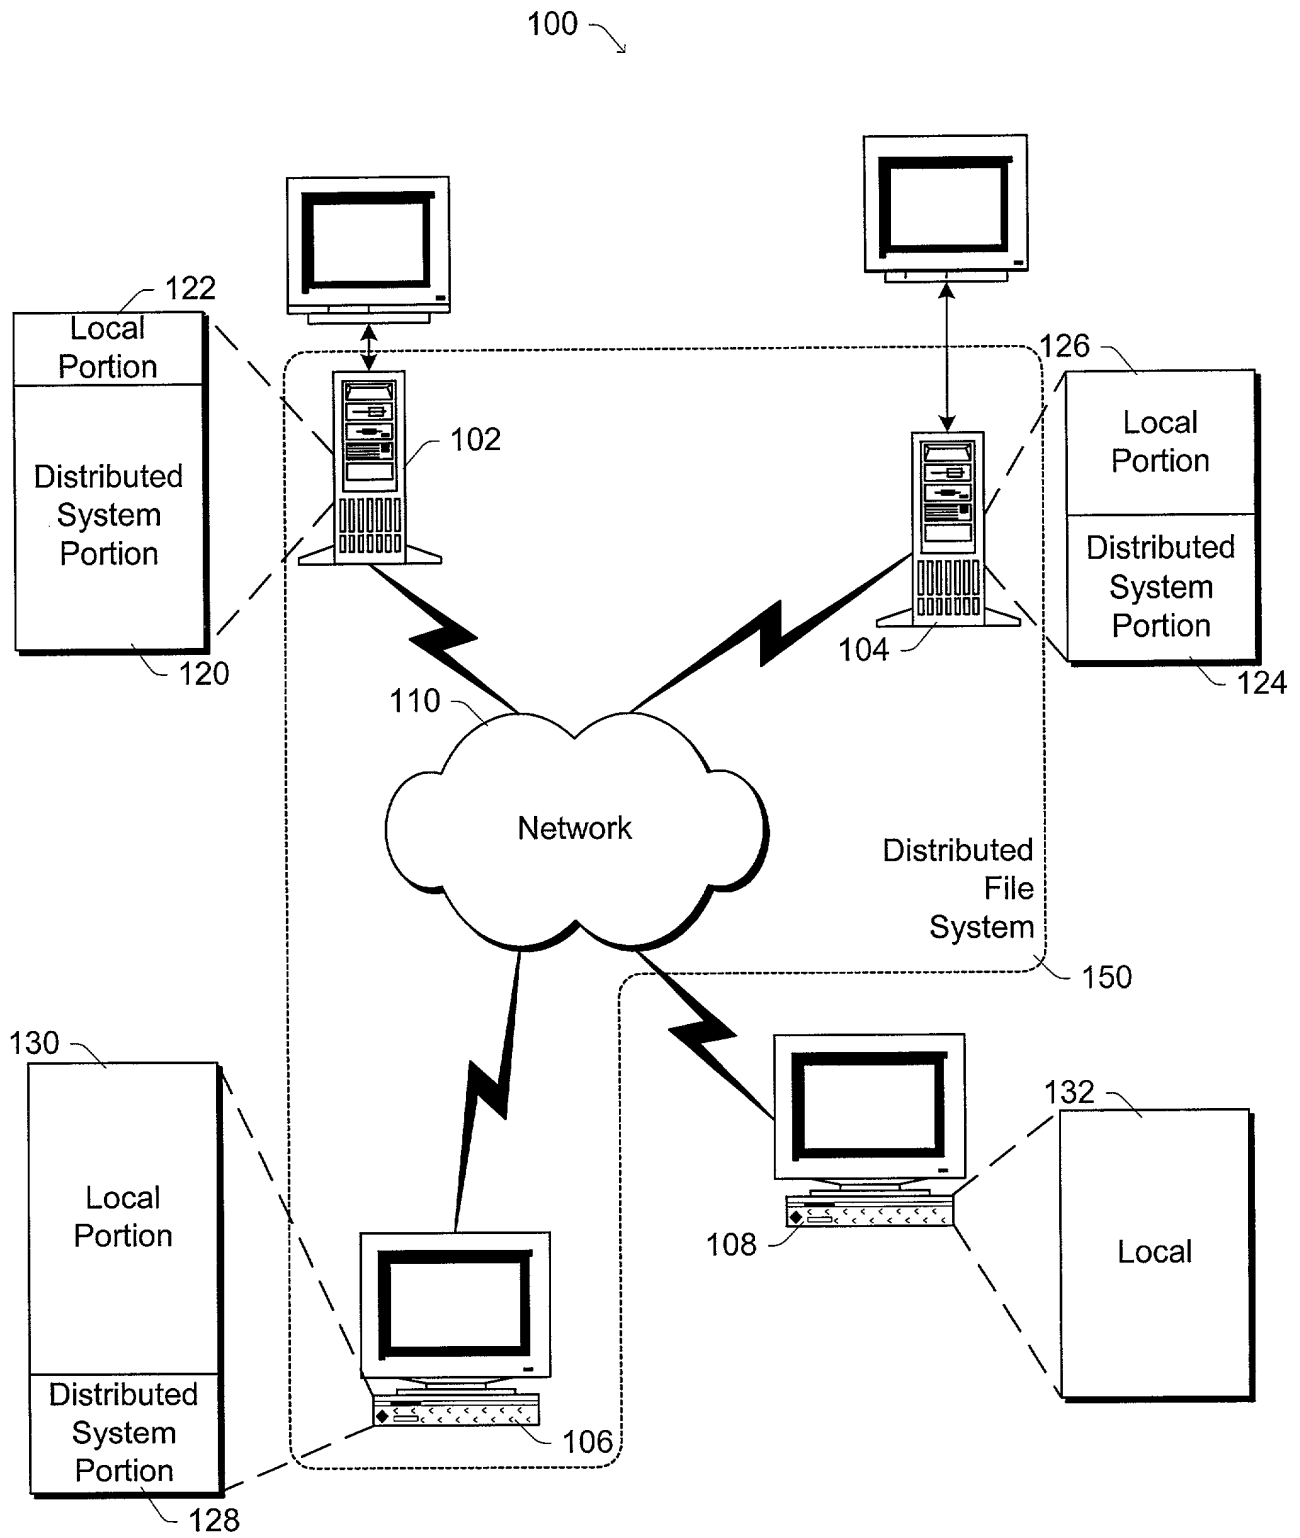 100
122
Local
Portion
Distributed
System
Portion
120
102
126
Local
Portion
Distributed
System
Portion
124
104
110
Network
Distributed
File
System
150
130
Local
Portion
Distributed
System
Portion
128
106
108
132
Local